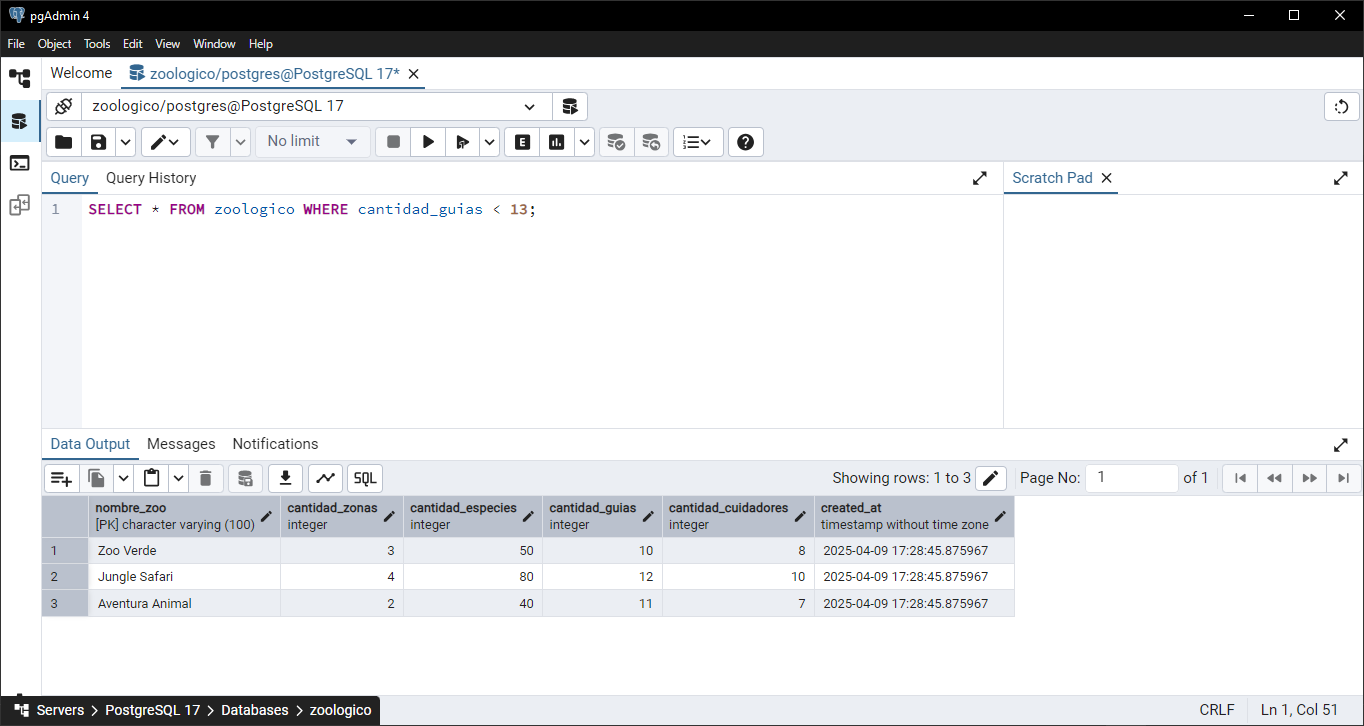 pgAdmin 4
File Object Tools Edit View Window Help
Welcome zoologico/postgres@PostgreSQL 17*
zoologico/postgres@PostgreSQL 17
No limit E
Query Query History Scratch Pad
1 SELECT * FROM zoologico WHERE cantidad_guias < 13;
Data Output Messages Notifications
SQL Showing rows: 1 to 3 Page No: 1 of 1
nombre_zoo cantidad_zonas cantidad_especies cantidad_guias cantidad_cuidadores created_at
[PK] character varying (100) integer integer integer integer timestamp without time zone
1 Zoo Verde 3 50 10 8 2025-04-09 17:28:45.875967
2 Jungle Safari 4 80 12 10 2025-04-09 17:28:45.875967
3 Aventura Animal 2 40 11 7 2025-04-09 17:28:45.875967
Servers > PostgreSQL 17 > Databases > zoologico CRLF Ln 1, Col 51